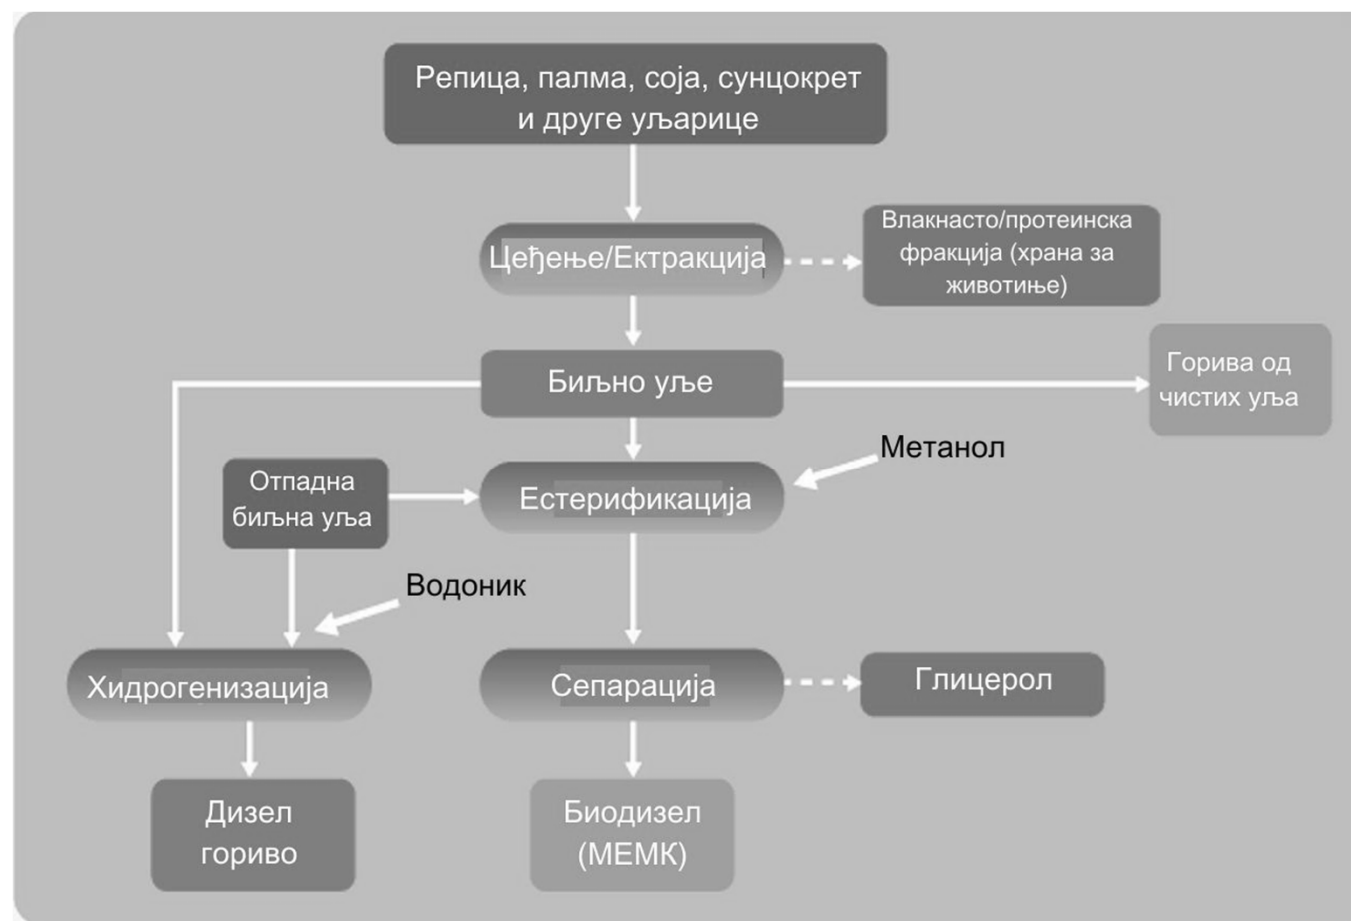 Репица, палма, соја, сунцокрет
и друге уљарице
Цеђење/Ектракција
Влакнасто/протеинска
фракција (храна за
животиње)
Биљно уље
Горива од
чистих уља
Метанол
Отпадна
биљна уља
Естерификација
Водоник
Хидрогенизација
Сепарација
Глицерол
Дизел
гориво
Биодизел
(МЕМК)